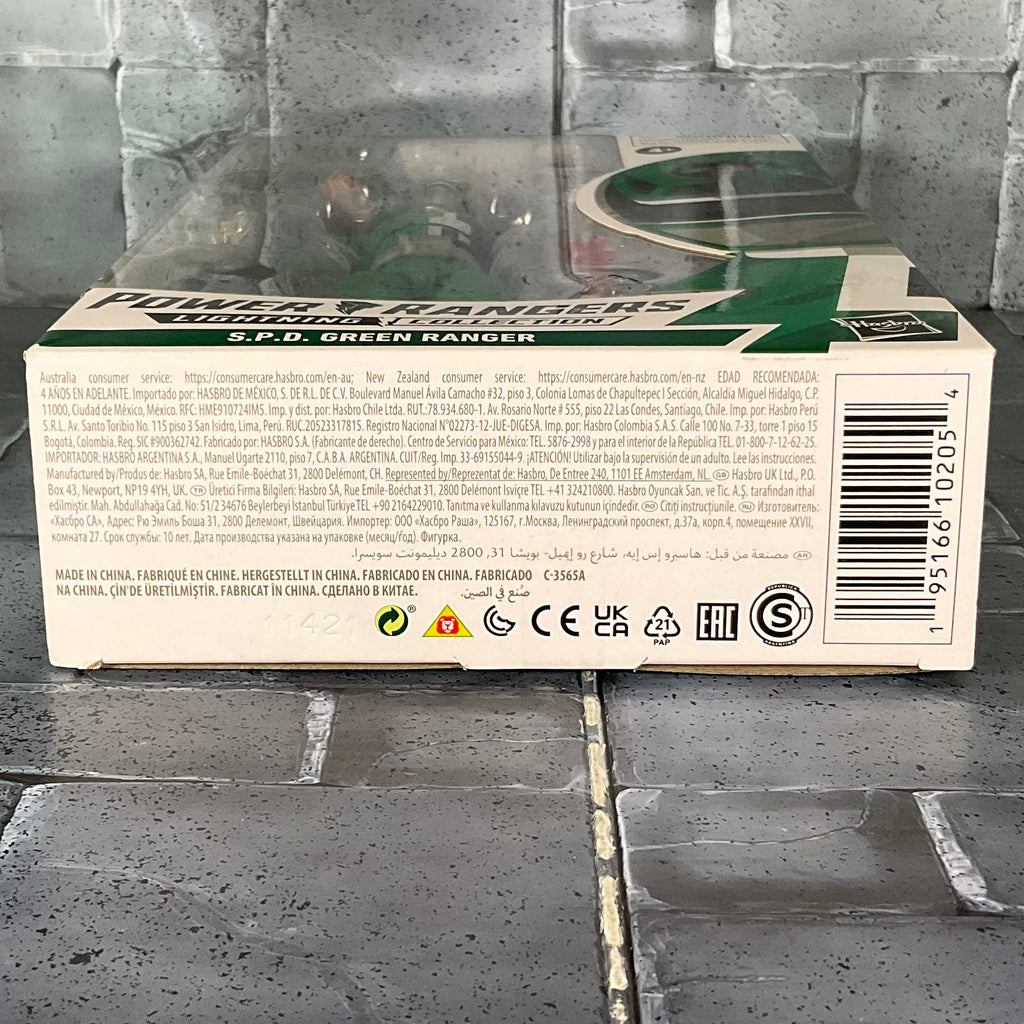 POWER RANGERS
LIGHTNING COLLECTION
S.P.D. GREEN RANGER
Hasbro
Australia consumer service: https://consumercare.hasbro.com/en-au; New Zealand consumer service: https://consumercare.hasbro.com/en-nz EDAD RECOMENDADA:
4 AÑOS EN ADELANTE. Importado por: HASBRO DE MÉXICO, S. DE R.L. DE C.V. Boulevard Manuel Ávila Camacho #32, piso 3, Colonia Lomas de Chapultepec I Sección, Alcaldía Miguel Hidalgo, C.P.
11000, Ciudad de México, México. RFC: HME910724IM5. Imp. y dist. por: Hasbro Chile Ltda. RUT.:78.934.680-1. Av. Rosario Norte # 555, piso 22 Las Condes, Santiago, Chile. Imp. por: Hasbro Perú
S.R.L. Av. Santo Toribio No. 115 piso 3 San Isidro, Lima, Perú. RUC.20523317815. Registro Nacional N°02273-12-JUE-DIGESA. Imp. por: Hasbro Colombia S.A.S. Calle 100 No. 7-33, torre 1 piso 15
Bogotá, Colombia. Reg. SIC #900362742. Fabricado por: HASBRO S.A. (Fabricante de derecho). Centro de Servicio para México: TEL. 5876-2998 y para el interior de la República TEL. 01-800-7-12-62-25.
IMPORTADOR: HASBRO ARGENTINA S.A., Manuel Ugarte 2110, piso 7, C.A.B.A. ARGENTINA. CUIT/Reg. Imp. 33-69155044-9. ¡ATENCIÓN! Utilizar bajo la supervisión de un adulto. Lee las instrucciones.
Manufactured by/Produs de: Hasbro SA, Rue Emile-Boéchat 31, 2800 Delémont, CH. Represented by/Reprezentat de: Hasbro, De Entree 240, 1101 EE Amsterdam, NL. GB Hasbro UK Ltd., P.O.
Box 43, Newport, NP19 4YH, UK. TR Üretici Firma Bilgileri: Hasbro SA, Rue Emile-Boéchat 31, 2800 Delémont İsviçre TEL +41 324210800. Hasbro Oyuncak San. ve Tic. A.Ş. tarafından ithal
edilmiştir. Mah. Abdullahağa Cad. No: 51/2 34676 Beylerbeyi Istanbul Türkiye TEL +90 2164229010. Tanıtma ve kullanma kılavuzu kutunun içindedir. RO Citiți instrucțiunile. RU Изготовитель:
«Хасбро СА», Адрес: Рю Эмиль Боша 31, 2800 Делемонт, Швейцария. Импортер: ООО «Хасбро Раша», 125167, г.Москва, Ленинградский проспект, д.37а, корп.4, помещение XXVII,
комната 27. Срок службы: 10 лет. Дата производства указана на упаковке (месяц/год). Фигурка.
AR مصنعة من قبل: هاسبرو إس إيه، شارع رو إميل- بويشا 31, 2800 ديليمونت سويسرا.
MADE IN CHINA. FABRIQUÉ EN CHINE. HERGESTELLT IN CHINA. FABRICADO EN CHINA. FABRICADO C-3565A
NA CHINA. ÇİN'DE ÜRETİLMİŞTİR. FABRICAT ÎN CHINA. СДЕЛАНО В КИТАЕ. صُنع في الصين.
11421
® CE UK CA 21 PAP EAC S
REPUBLICA ARGENTINA
1 95166 10205 4